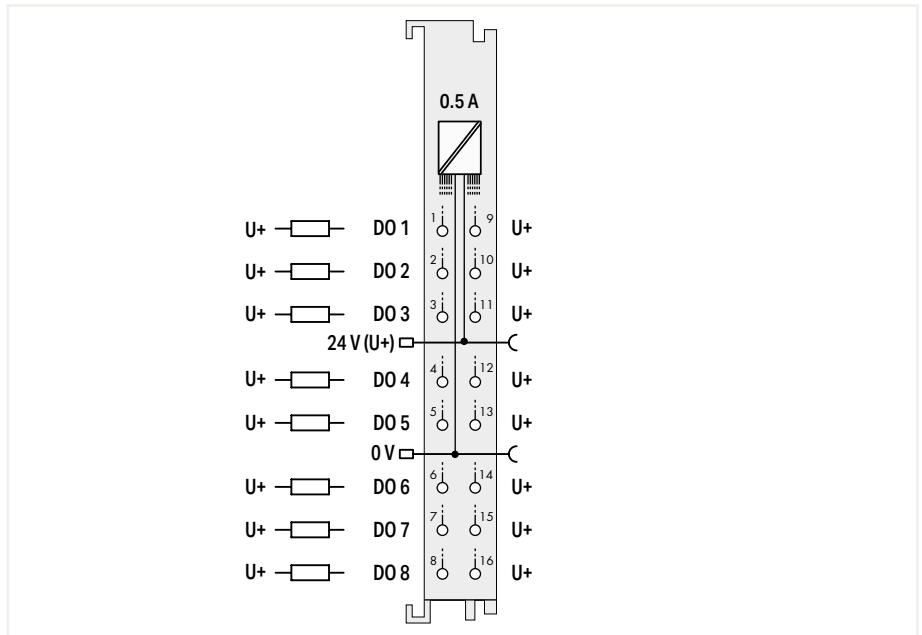 0.5 A
U+ DO 1 1 9 U+
U+ DO 2 2 10 U+
U+ DO 3 3 11 U+
24 V (U+)
U+ DO 4 4 12 U+
U+ DO 5 5 13 U+
0 V
U+ DO 6 6 14 U+
U+ DO 7 7 15 U+
U+ DO 8 8 16 U+